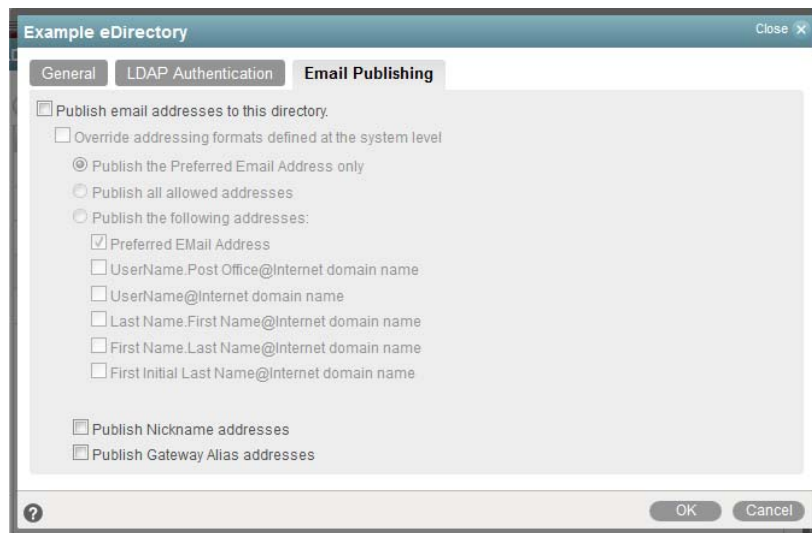 Example eDirectory
Close
General
LDAP Authentication
Email Publishing
Publish email addresses to this directory.
Override addressing formats defined at the system level
Publish the Preferred Email Address only
Publish all allowed addresses
Publish the following addresses:
Preferred EMail Address
UserName.Post Office@Internet domain name
UserName@Internet domain name
Last Name.First Name@Internet domain name
First Name.Last Name@Internet domain name
First Initial Last Name@Internet domain name
Publish Nickname addresses
Publish Gateway Alias addresses
?
OK
Cancel